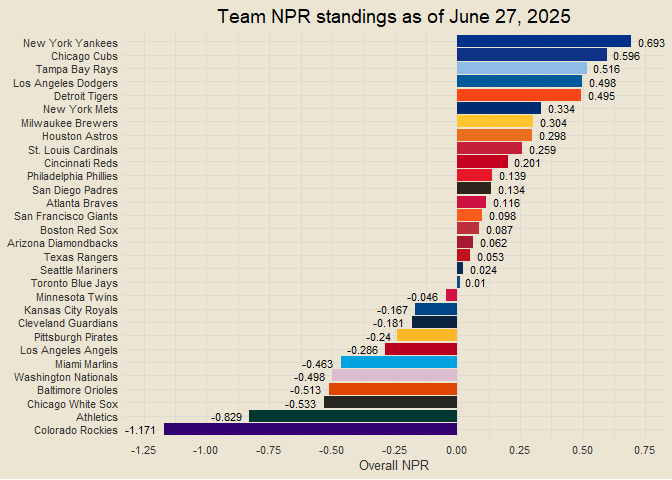 Team NPR standings as of June 27, 2025
New York Yankees 0.693
Chicago Cubs 0.596
Tampa Bay Rays 0.516
Los Angeles Dodgers 0.498
Detroit Tigers 0.495
New York Mets 0.334
Milwaukee Brewers 0.304
Houston Astros 0.298
St. Louis Cardinals 0.259
Cincinnati Reds 0.201
Philadelphia Phillies 0.139
San Diego Padres 0.134
Atlanta Braves 0.116
San Francisco Giants 0.098
Boston Red Sox 0.087
Arizona Diamondbacks 0.062
Texas Rangers 0.053
Seattle Mariners 0.024
Toronto Blue Jays 0.01
Minnesota Twins -0.046
Kansas City Royals -0.167
Cleveland Guardians -0.181
Pittsburgh Pirates -0.24
Los Angeles Angels -0.286
Miami Marlins -0.463
Washington Nationals -0.498
Baltimore Orioles -0.513
Chicago White Sox -0.533
Athletics -0.829
Colorado Rockies -1.171
-1.25 -1.00 -0.75 -0.50 -0.25 0.00 0.25 0.50 0.75
Overall NPR